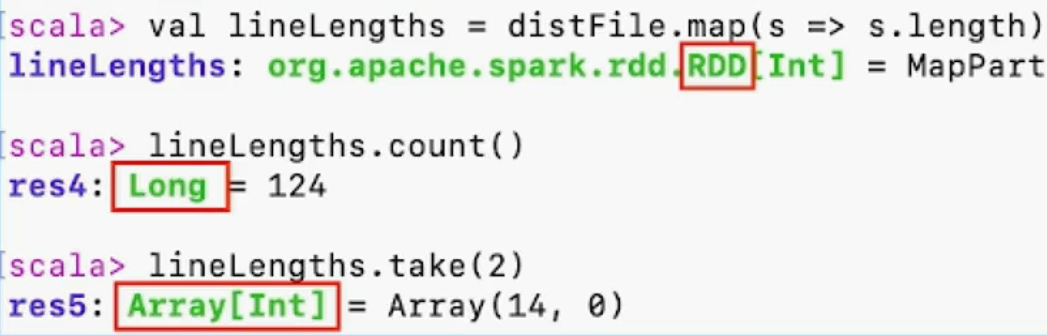 scala> val lineLengths = distFile.map(s => s.length)
lineLengths: org.apache.spark.rdd.RDD[Int] = MapPart
scala> lineLengths.count()
res4: Long = 124
scala> lineLengths.take(2)
res5: Array[Int] = Array(14, 0)